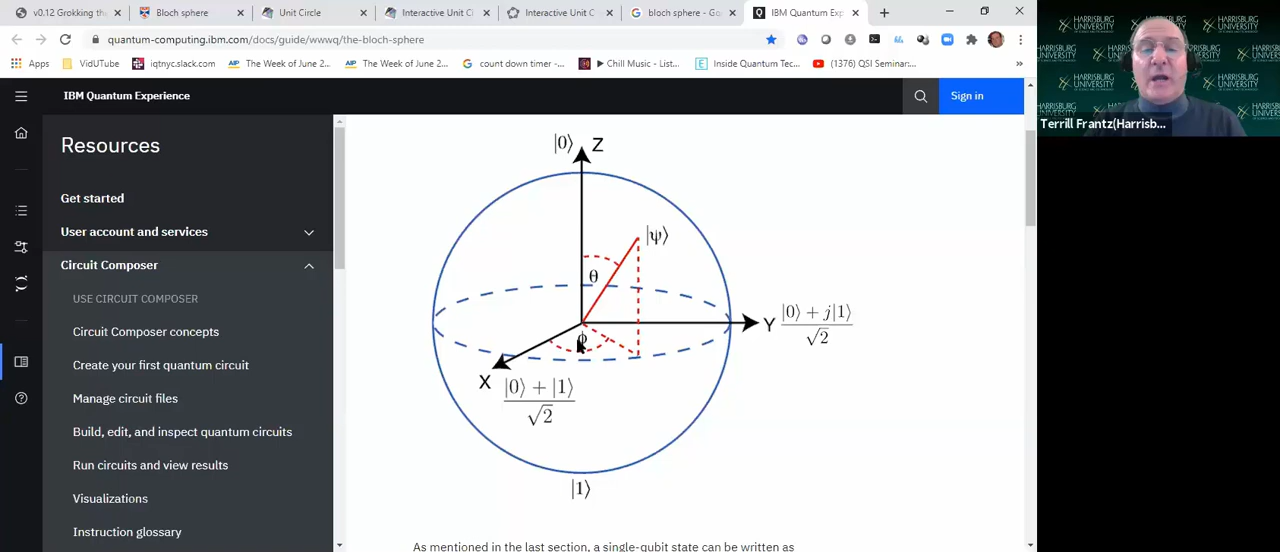 v0.12 Grokking the
Bloch sphere
Unit Circle
Interactive Unit Ci
Interactive Unit C
bloch sphere - Go
IBM Quantum Exp
quantum-computing.ibm.com/docs/guide/wwwq/the-bloch-sphere
Apps
VidUTube
iqnyc.slack.com
AIP The Week of June 2...
AIP The Week of June 2...
count down timer -...
Chill Music - List...
Inside Quantum Tec...
(1376) QSI Seminar:...
HARRISBURG
UNIVERSITY
Terrill Frantz(Harrisb...
IBM Quantum Experience
Sign in
Resources
Get started
User account and services
Circuit Composer
USE CIRCUIT COMPOSER
Circuit Composer concepts
Create your first quantum circuit
Manage circuit files
Build, edit, and inspect quantum circuits
Run circuits and view results
Visualizations
Instruction glossary
|0⟩ Z
|ψ⟩
θ
ϕ
Y |0⟩ + j|1⟩
√2
X |0⟩ + |1⟩
√2
|1⟩
As mentioned in the last section, a single-qubit state can be written as